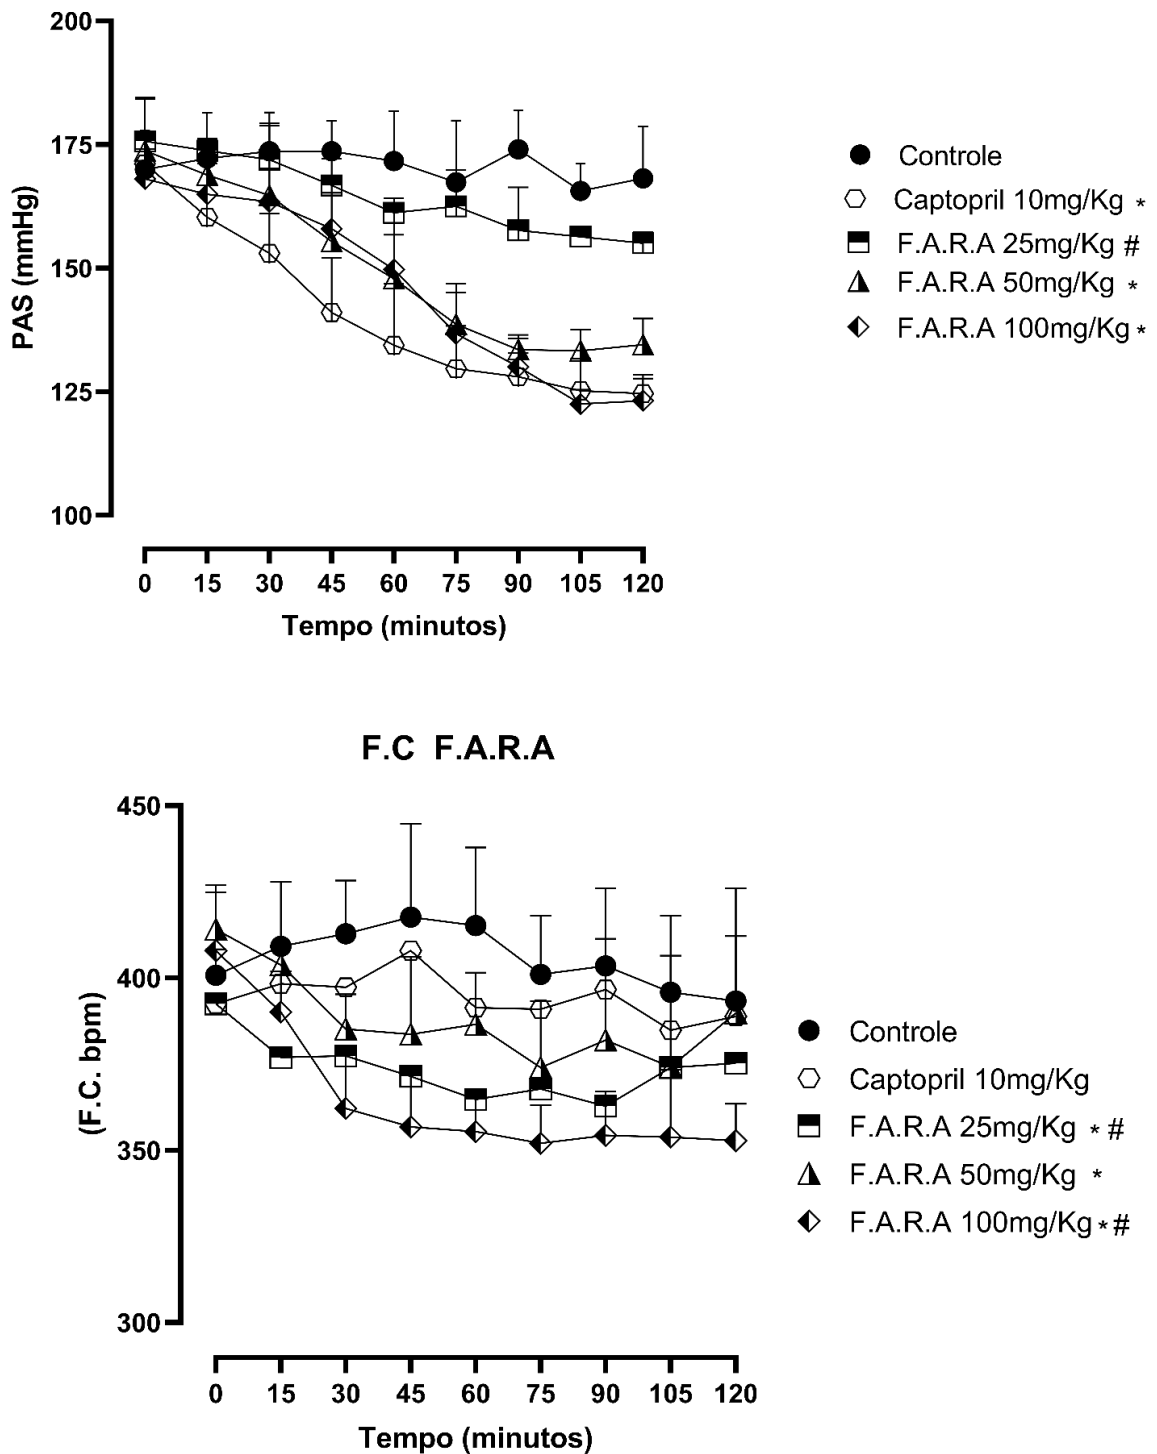 200
175
150
125
100
PAS (mmHg)
0 15 30 45 60 75 90 105 120
Tempo (minutos)
Controle
Captopril 10mg/Kg *
F.A.R.A 25mg/Kg #
F.A.R.A 50mg/Kg *
F.A.R.A 100mg/Kg *
F.C F.A.R.A
450
400
350
300
(F.C. bpm)
0 15 30 45 60 75 90 105 120
Tempo (minutos)
Controle
Captopril 10mg/Kg
F.A.R.A 25mg/Kg *#
F.A.R.A 50mg/Kg *
F.A.R.A 100mg/Kg *#